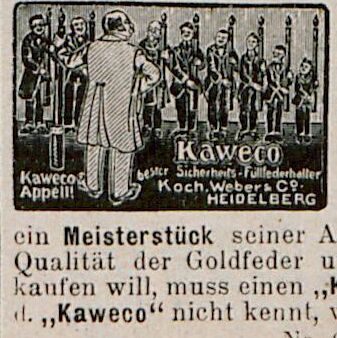 Kaweco
Kaweco
Appell!
bester Sicherheits-Füllfederhalter
Koch, Weber & Co.
HEIDELBERG
ein Meisterstück seiner A
Qualität der Goldfeder u
kaufen will, muss einen „K
d. „Kaweco“ nicht kennt, v